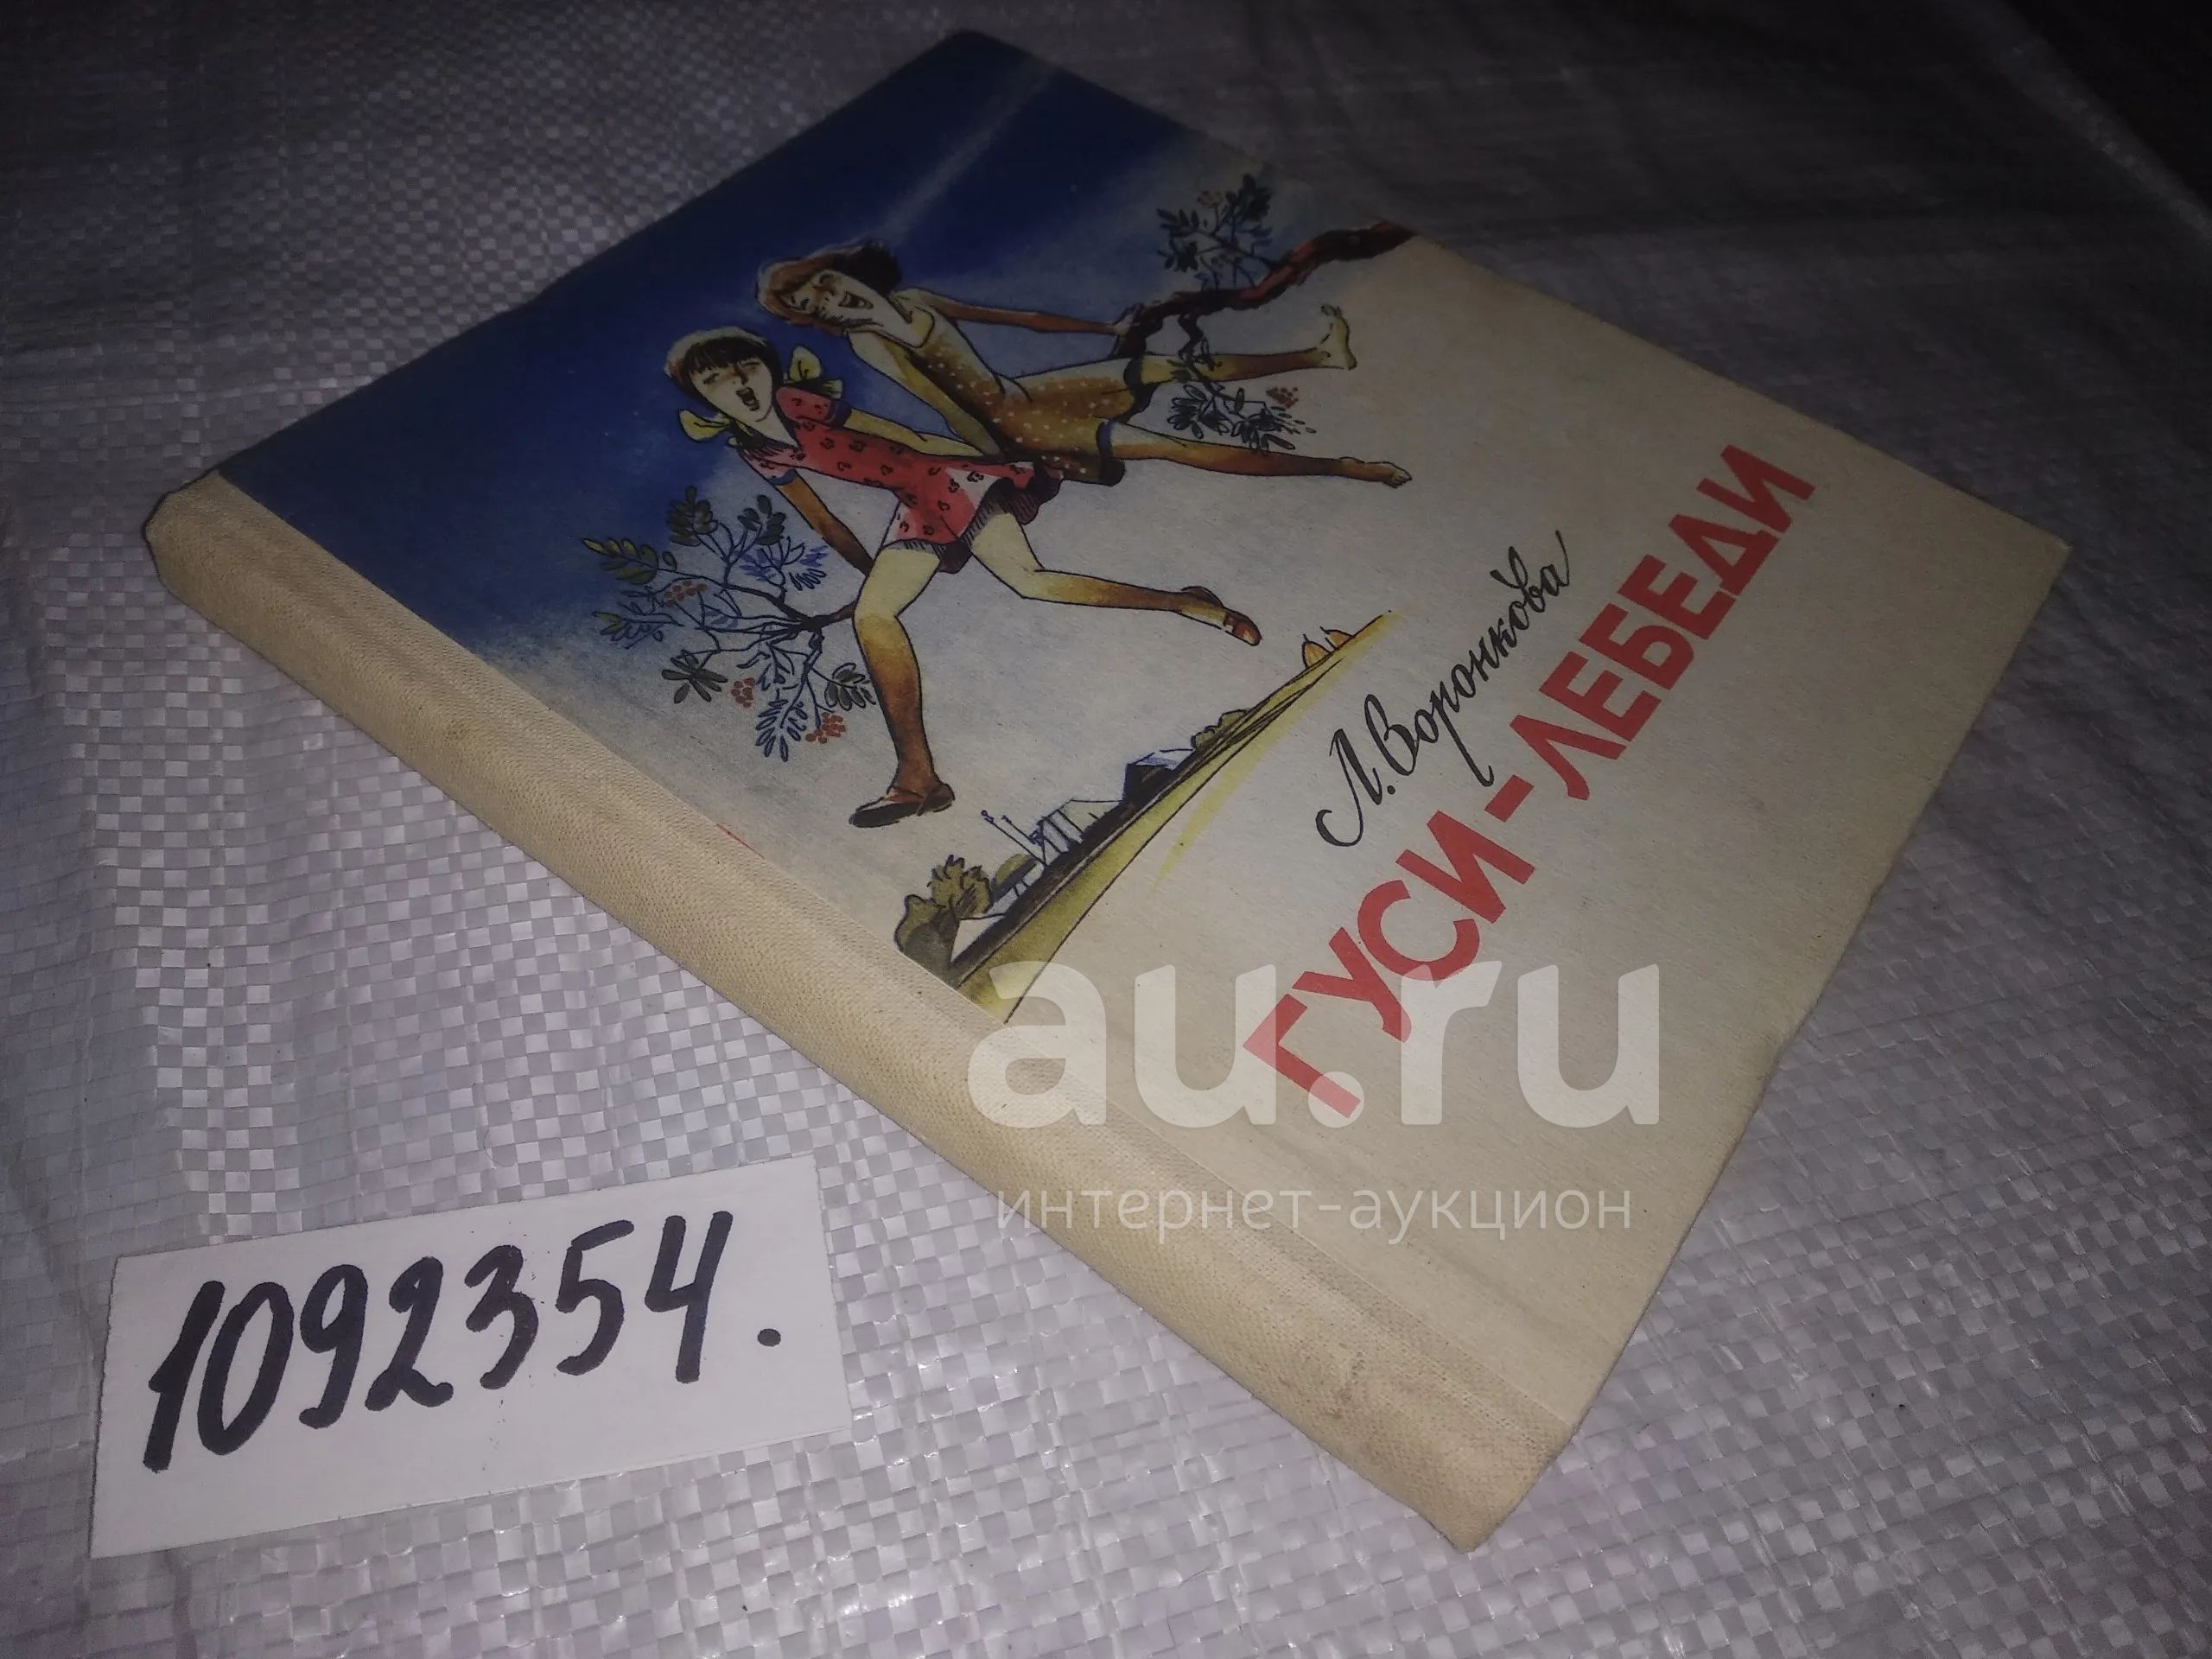 Л. Воронкова
ГУСИ-ЛЕБЕДИ
au.ru
интернет-аукцион
1092354.